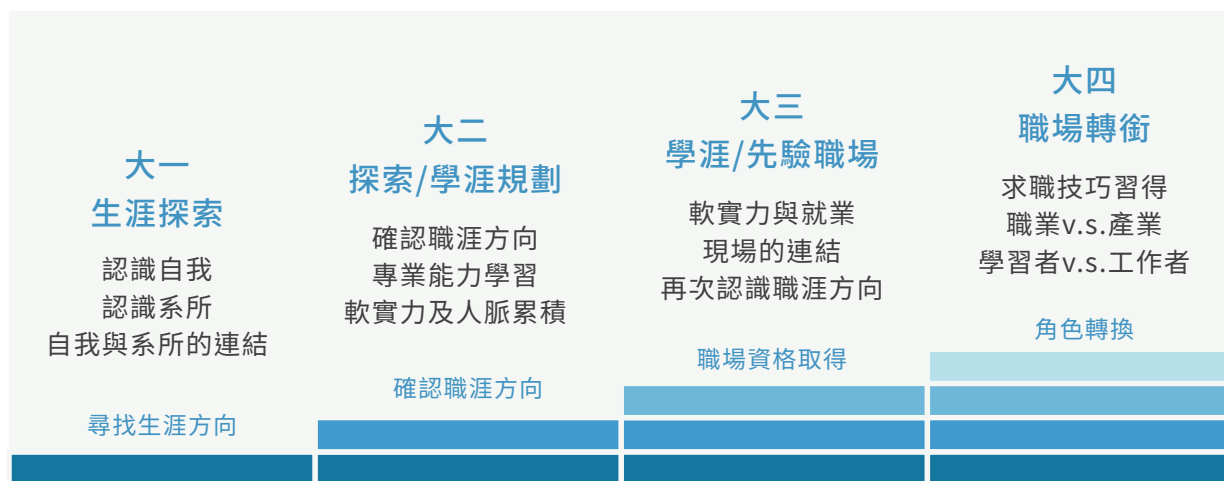 大一
生涯探索
認識自我
認識系所
自我與系所的連結
尋找生涯方向
大二
探索/學涯規劃
確認職涯方向
專業能力學習
軟實力及人脈累積
確認職涯方向
大三
學涯/先驗職場
軟實力與就業
現場的連結
再次認識職涯方向
職場資格取得
大四
職場轉銜
求職技巧習得
職業v.s.產業
學習者v.s.工作者
角色轉換